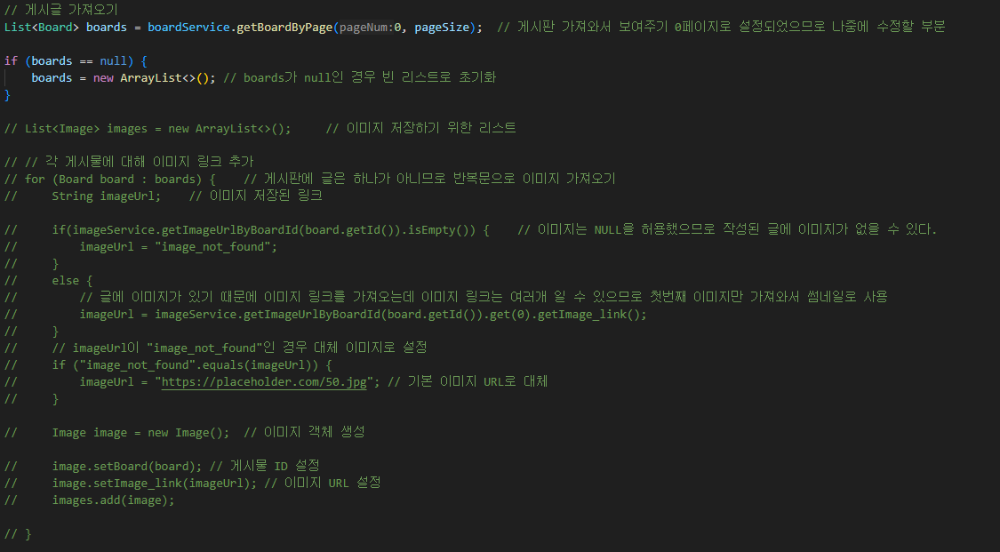 // 게시글 가져오기
List<Board> boards = boardService.getBoardByPage(pageNum:0, pageSize);  // 게시판 가져와서 보여주기 0페이지로 설정되었으므로 나중에 수정할 부분
if (boards == null) {
    boards = new ArrayList<>(); // boards가 null인 경우 빈 리스트로 초기화
}
// List<Image> images = new ArrayList<>();     // 이미지 저장하기 위한 리스트
// // 각 게시물에 대해 이미지 링크 추가
// for (Board board : boards) {    // 게시판에 글은 하나가 아니므로 반복문으로 이미지 가져오기
//     String imageUrl;    // 이미지 저장된 링크
//     if(imageService.getImageUrlByBoardId(board.getId()).isEmpty()) {    // 이미지는 NULL을 허용했으므로 작성된 글에 이미지가 없을 수 있다.
//         imageUrl = "image_not_found";
//     }
//     else {
//         // 글에 이미지가 있기 때문에 이미지 링크를 가져오는데 이미지 링크는 여러개 일 수 있으므로 첫번째 이미지만 가져와서 썸네일로 사용
//         imageUrl = imageService.getImageUrlByBoardId(board.getId()).get(0).getImage_link();
//     }
//     // imageUrl이 "image_not_found"인 경우 대체 이미지로 설정
//     if ("image_not_found".equals(imageUrl)) {
//         imageUrl = "https://placeholder.com/50.jpg"; // 기본 이미지 URL로 대체
//     }
//     Image image = new Image();  // 이미지 객체 생성
//     image.setBoard(board); // 게시물 ID 설정
//     image.setImage_link(imageUrl); // 이미지 URL 설정
//     images.add(image);
// }